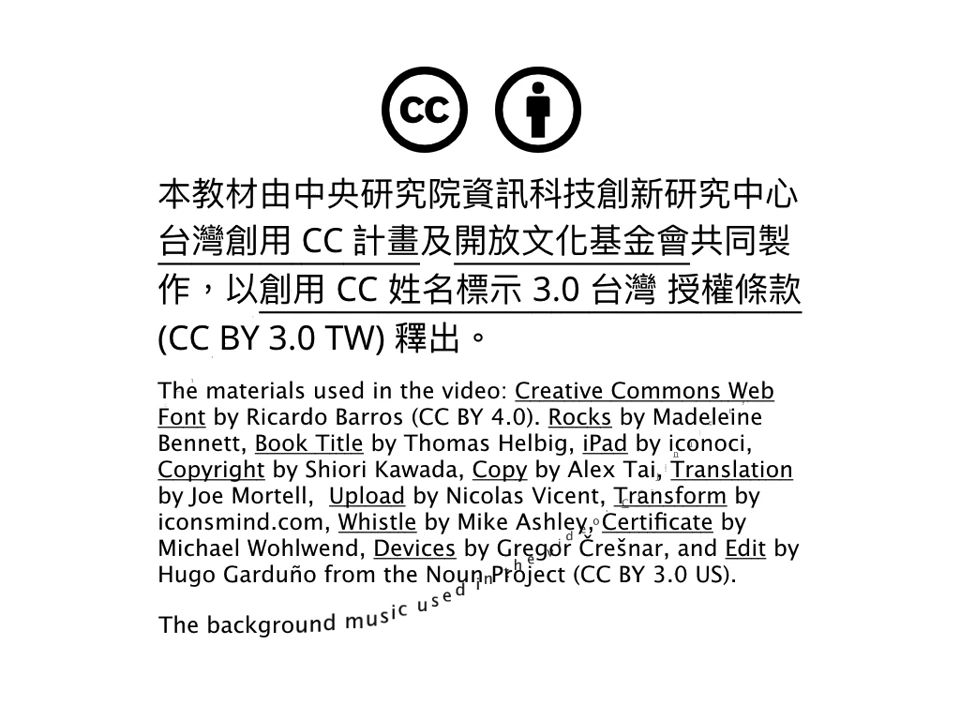 本教材由中央研究院資訊科技創新研究中心
台灣創用 CC 計畫及開放文化基金會共同製
作，以創用 CC 姓名標示 3.0 台灣 授權條款
(CC BY 3.0 TW) 釋出。
The materials used in the video: Creative Commons Web
Font by Ricardo Barros (CC BY 4.0). Rocks by Madeleine
Bennett, Book Title by Thomas Helbig, iPad by iconoci,
Copyright by Shiori Kawada, Copy by Alex Tai, Translation
by Joe Mortell, Upload by Nicolas Vicent, Transform by
iconsmind.com, Whistle by Mike Ashley, Certificate by
Michael Wohlwend, Devices by Gregor Črešnar, and Edit by
Hugo Garduño from the Noun Project (CC BY 3.0 US).
The background music used in the video